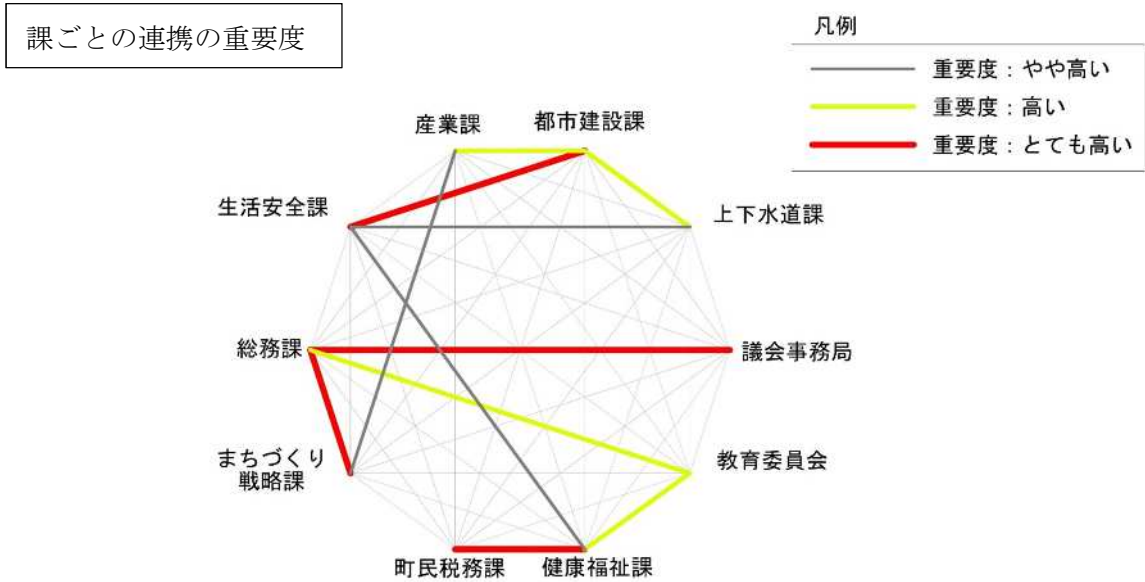 課ごとの連携の重要度
凡例
重要度：やや高い
重要度：高い
重要度：とても高い
産業課
都市建設課
生活安全課
上下水道課
総務課
議会事務局
まちづくり
戦略課
教育委員会
町民税務課
健康福祉課